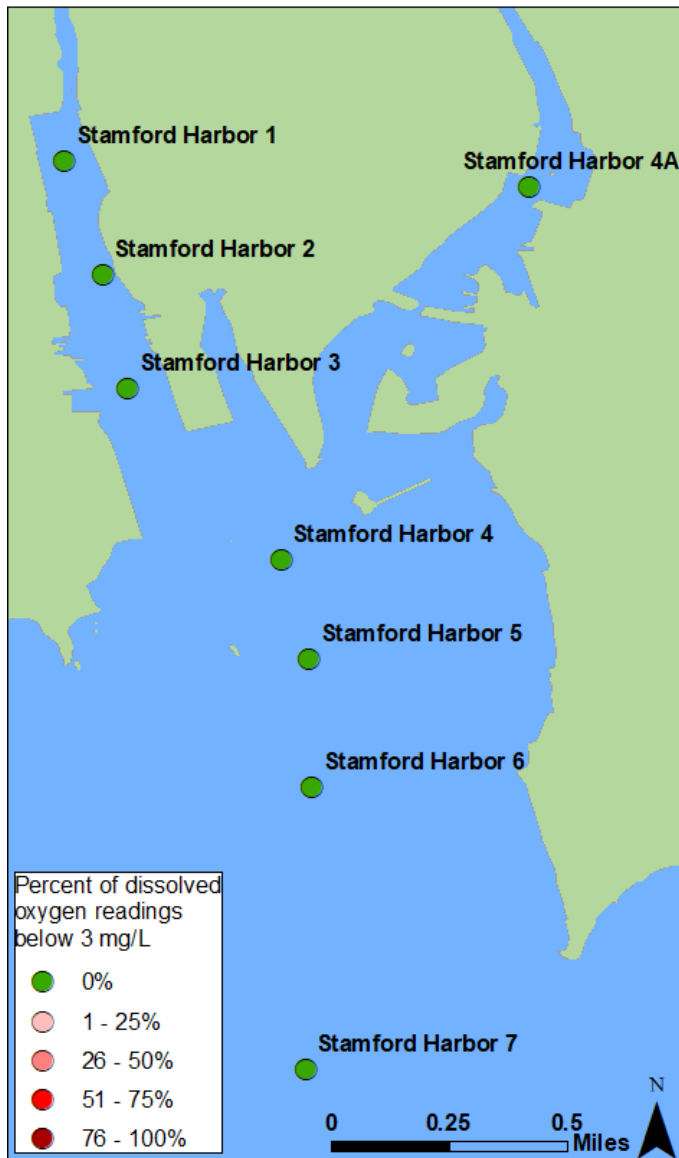 Stamford Harbor 1
Stamford Harbor 4A
Stamford Harbor 2
Stamford Harbor 3
Stamford Harbor 4
Stamford Harbor 5
Stamford Harbor 6
Percent of dissolved
oxygen readings
below 3 mg/L
0%
1 - 25%
26 - 50%
51 - 75%
76 - 100%
Stamford Harbor 7
N
0 0.25 0.5
Miles